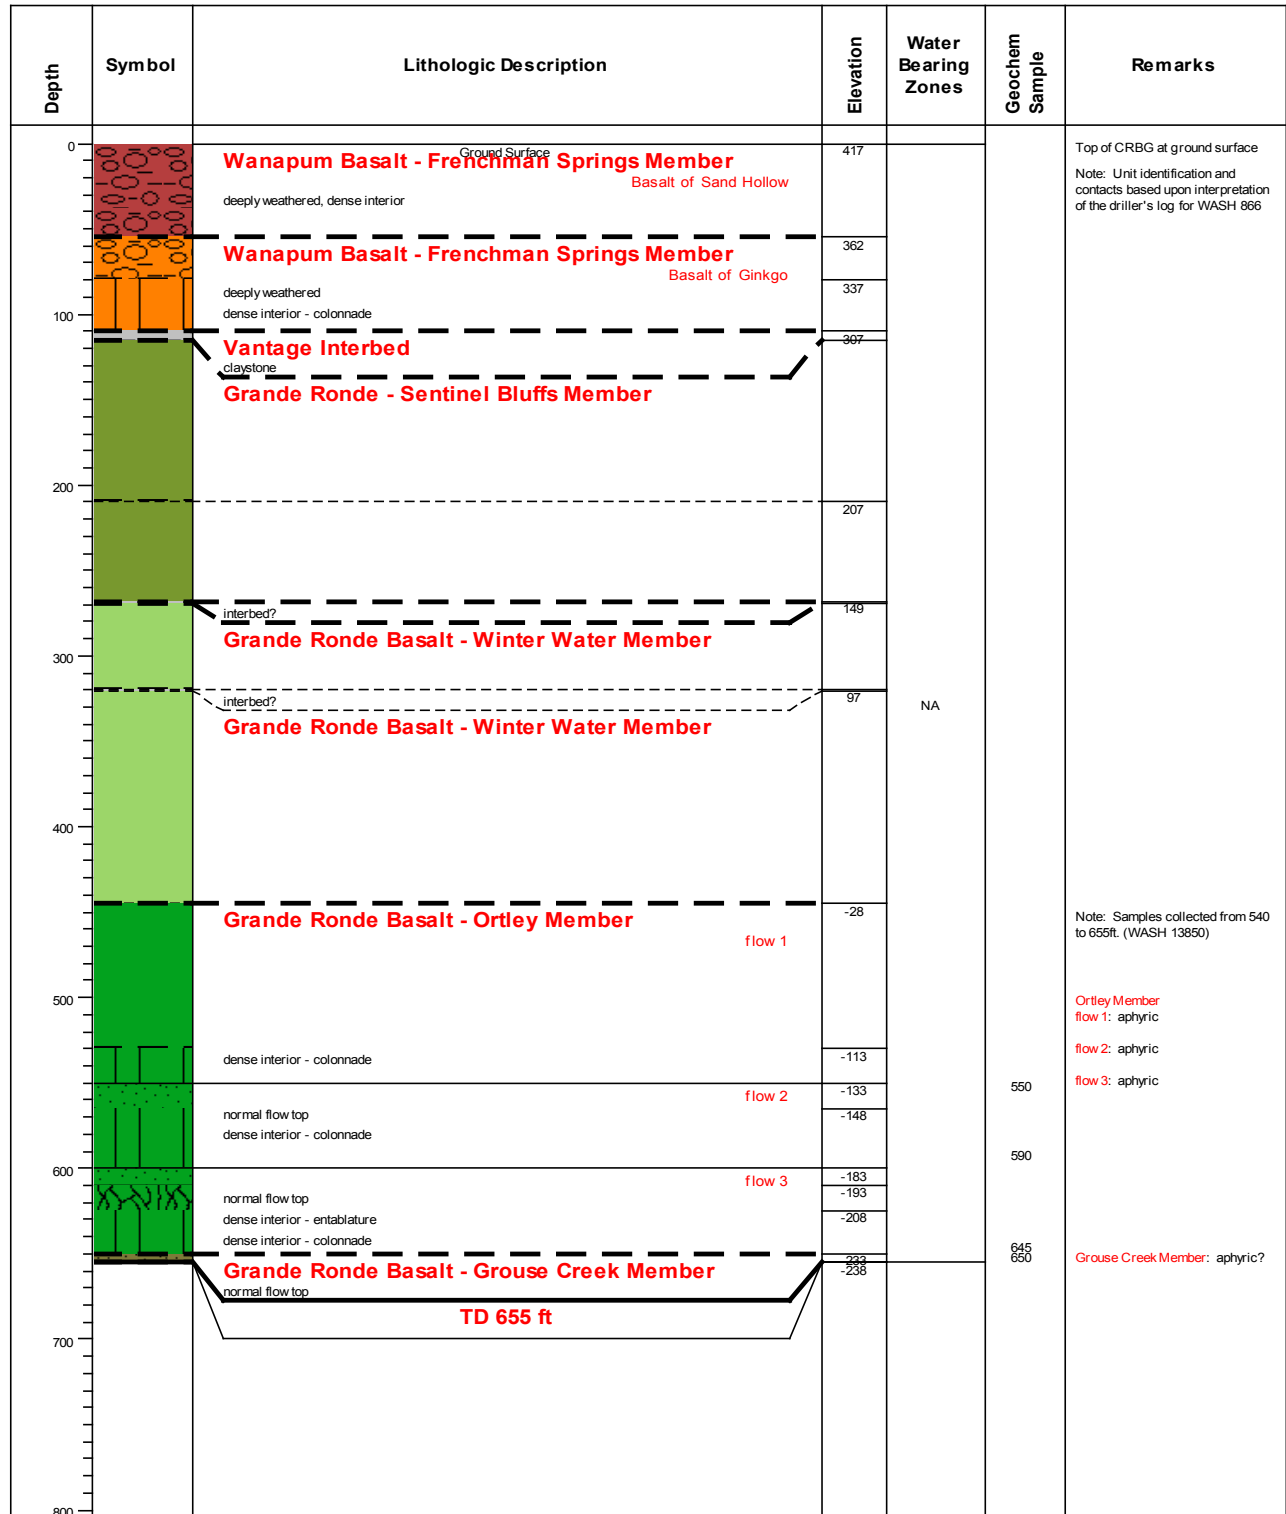 Depth
Symbol
Lithologic Description
Elevation
Water
Bearing
Zones
Geochem
Sample
Remarks
0
Ground Surface
417
Top of CRBG at ground surface
Wanapum Basalt - Frenchman Springs Member
Basalt of Sand Hollow
Note: Unit identification and
contacts based upon interpretation
of the driller's log for WASH 866
deeply weathered, dense interior
362
Wanapum Basalt - Frenchman Springs Member
Basalt of Ginkgo
337
deeply weathered
dense interior - colonnade
100
307
Vantage Interbed
claystone
Grande Ronde - Sentinel Bluffs Member
200
207
interbed?
149
Grande Ronde Basalt - Winter Water Member
300
97
interbed?
NA
Grande Ronde Basalt - Winter Water Member
400
-28
Grande Ronde Basalt - Ortley Member
flow 1
Note: Samples collected from 540
to 655ft. (WASH 13850)
500
Ortley Member
flow 1: aphyric
flow 2: aphyric
flow 3: aphyric
dense interior - colonnade
-113
550
-133
flow 2
normal flow top
-148
dense interior - colonnade
590
600
-183
flow 3
-193
normal flow top
dense interior - entablature
-208
dense interior - colonnade
645
650
-233
-238
Grande Ronde Basalt - Grouse Creek Member
Grouse Creek Member: aphyric?
normal flow top
TD 655 ft
700
800